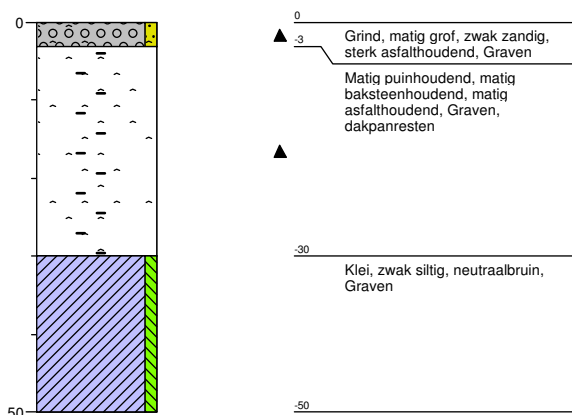 0
50
0
Grind, matig grof, zwak zandig,
sterk asfalthoudend, Graven
-3
Matig puinhoudend, matig
baksteenhoudend, matig
asfalthoudend, Graven,
dakpanresten
-30
Klei, zwak siltig, neutraalbruin,
Graven
-50